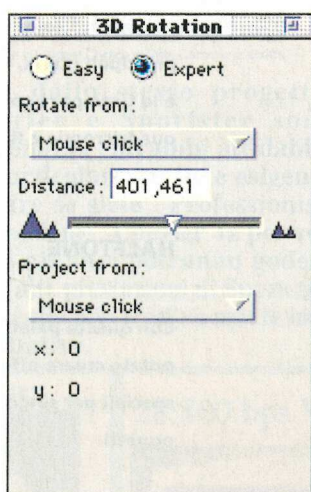 3D Rotation
Easy Expert
Rotate from:
Mouse click
Distance: 401,461
Project from:
Mouse click
x: 0
y: 0